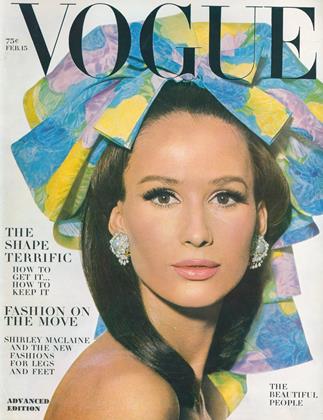 VOGUE
75¢
FEB. 15
THE
SHAPE
TERRIFIC
HOW TO
GET IT...
HOW TO
KEEP IT
FASHION ON
THE MOVE
SHIRLEY MACLAINE
AND THE NEW
FASHIONS
FOR LEGS
AND FEET
ADVANCED
EDITION
THE
BEAUTIFUL
PEOPLE